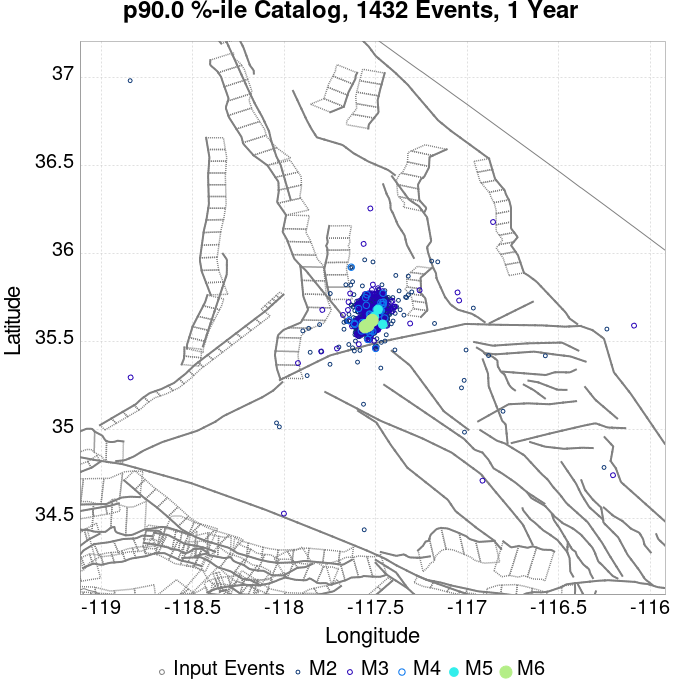 p90.0 %-ile Catalog, 1432 Events, 1 Year
37
36.5
36
35.5
35
34.5
Latitude
-119 -118.5 -118 -117.5 -117 -116.5 -116
Longitude
Input Events M2 M3 M4 M5 M6